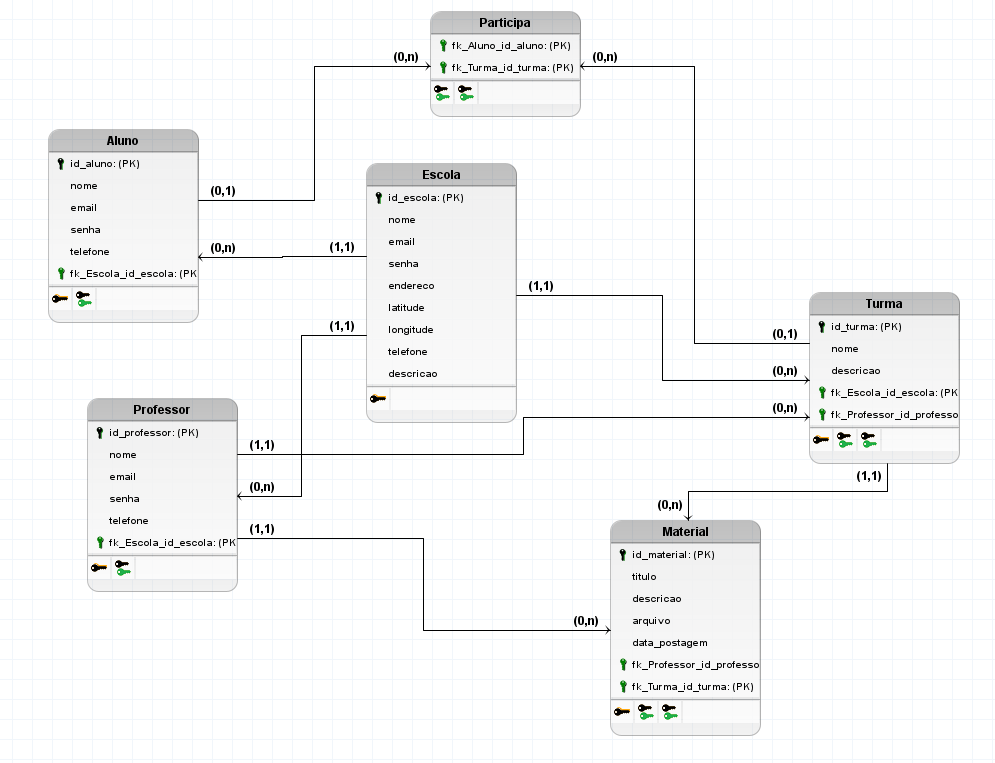 Participa
fk_Aluno_id_aluno: (PK)
fk_Turma_id_turma: (PK)
(0,n)
(0,n)
Aluno
id_aluno: (PK)
nome
email
senha
telefone
fk_Escola_id_escola: (PK
(0,1)
(0,n)
Escola
id_escola: (PK)
nome
email
senha
endereco
latitude
longitude
telefone
descricao
(1,1)
(1,1)
(1,1)
Turma
id_turma: (PK)
nome
descricao
fk_Escola_id_escola: (PK
fk_Professor_id_professo
(0,1)
(0,n)
(0,n)
(1,1)
Professor
id_professor: (PK)
nome
email
senha
telefone
fk_Escola_id_escola: (PK
(1,1)
(0,n)
(1,1)
Material
id_material: (PK)
titulo
descricao
arquivo
data_postagem
fk_Professor_id_professo
fk_Turma_id_turma: (PK)
(0,n)
(0,n)